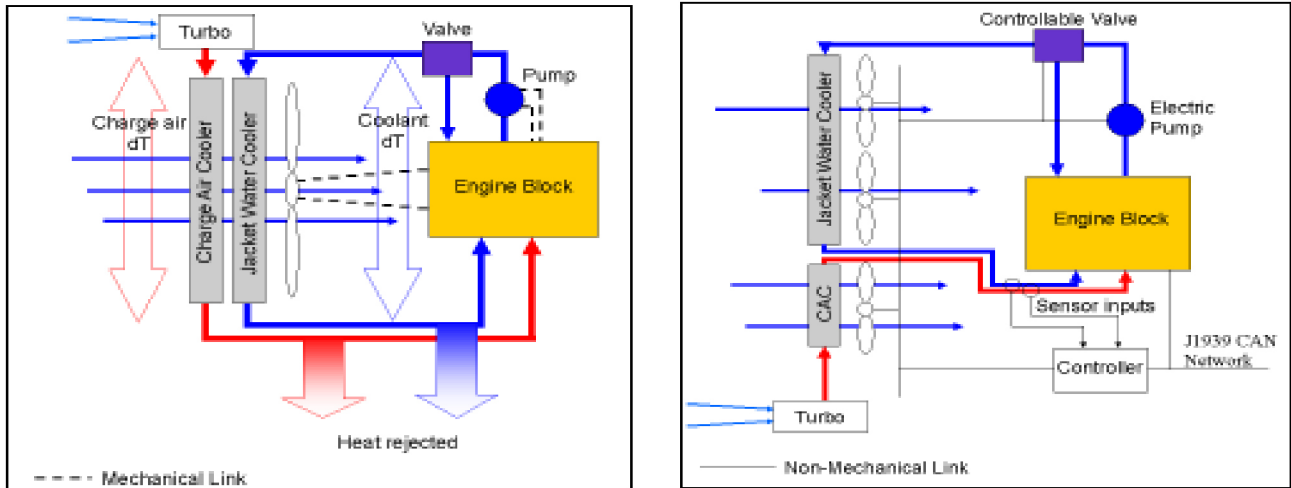 Turbo
Valve
Pump
Charge air
dT
Coolant
dT
Charge Air Cooler
Jacket Water Cooler
Engine Block
Heat rejected
Mechanical Link
Controllable Valve
Jacket Water Cooler
Electric
Pump
Engine Block
CAC
Sensor inputs
J1939 CAN
Network
Controller
Turbo
Non-Mechanical Link